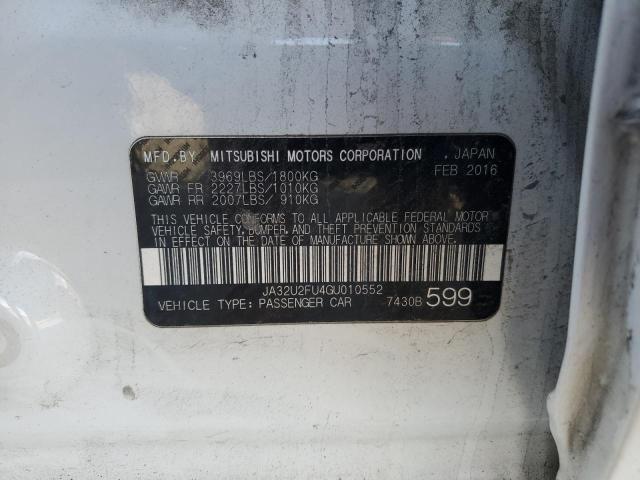 MFD.BY MITSUBISHI MOTORS CORPORATION , JAPAN
FEB 2016
GVWR 3969LBS/1800KG
GAWR FR 2227LBS/1010KG
GAWR RR 2007LBS/ 910KG
THIS VEHICLE CONFORMS TO ALL APPLICABLE FEDERAL MOTOR
VEHICLE SAFETY,BUMPER,AND THEFT PREVENTION STANDARDS
IN EFFECT ON THE DATE OF MANUFACTURE SHOWN ABOVE.
JA32U2FU4GU010552
VEHICLE TYPE: PASSENGER CAR 7430B 599